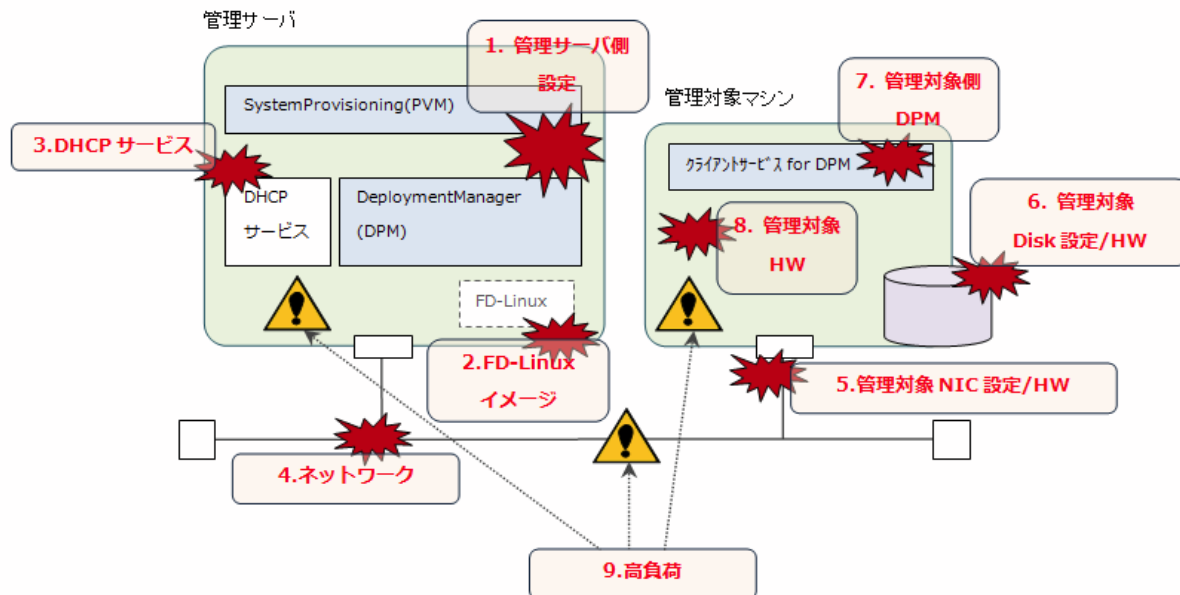 管理サーバ
1. 管理サーバ側
設定
SystemProvisioning(PVM)
3.DHCP サービス
DHCP
サービス
DeploymentManager
(DPM)
FD-Linux
2.FD-Linux
イメージ
管理対象マシン
7. 管理対象側
DPM
クライアントサービス for DPM
6. 管理対象
Disk 設定/HW
8. 管理対象
HW
5.管理対象 NIC 設定/HW
4.ネットワーク
9.高負荷